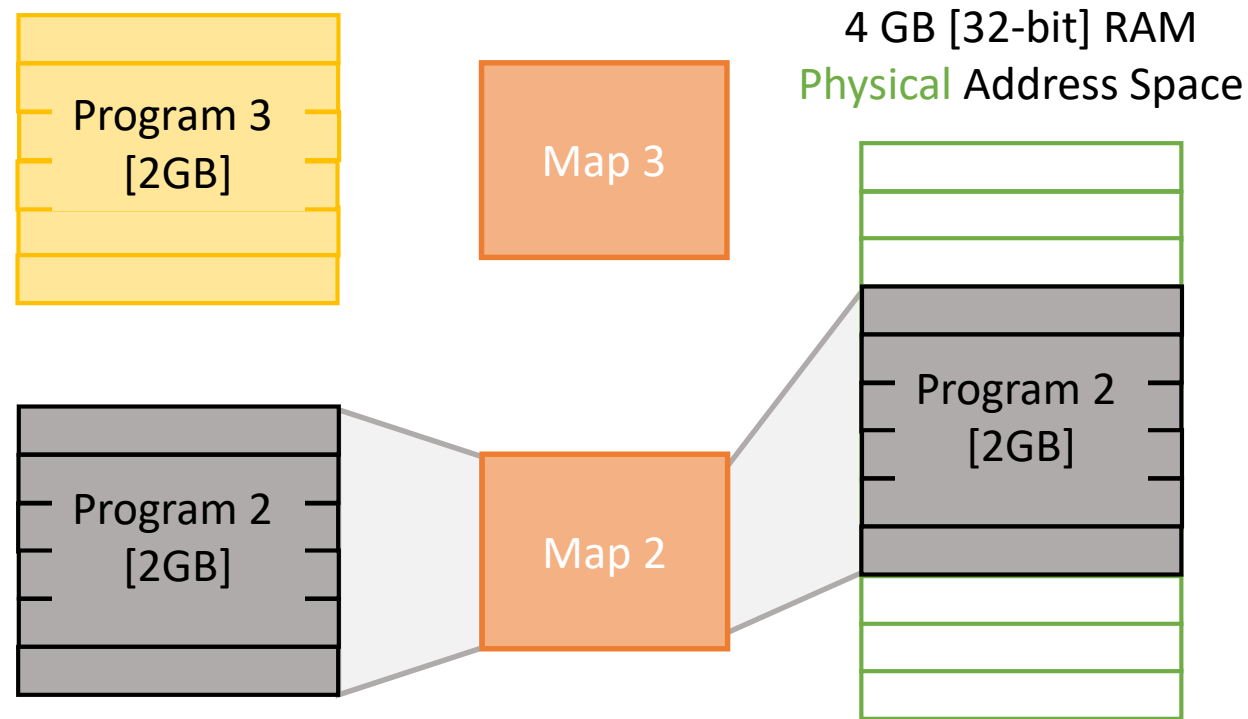 Program 3
[2GB]
Map 3
4 GB [32-bit] RAM
Physical Address Space
Program 2
[2GB]
Map 2
Program 2
[2GB]